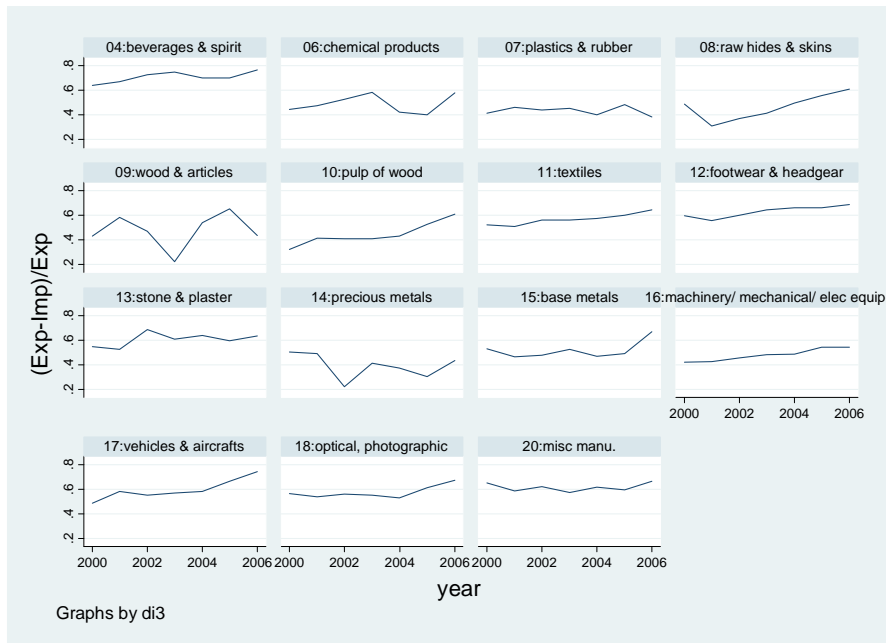 04:beverages & spirit 06:chemical products 07:plastics & rubber 08:raw hides & skins
.2 .4 .6 .8
09:wood & articles 10:pulp of wood 11:textiles 12:footwear & headgear
.2 .4 .6 .8
13:stone & plaster 14:precious metals 15:base metals 16:machinery/ mechanical/ elec equip
.2 .4 .6 .8
2000 2002 2004 2006
17:vehicles & aircrafts 18:optical, photographic 20:misc manu.
.2 .4 .6 .8
2000 2002 2004 2006 2000 2002 2004 2006 2000 2002 2004 2006
(Exp-Imp)/Exp
year
Graphs by di3